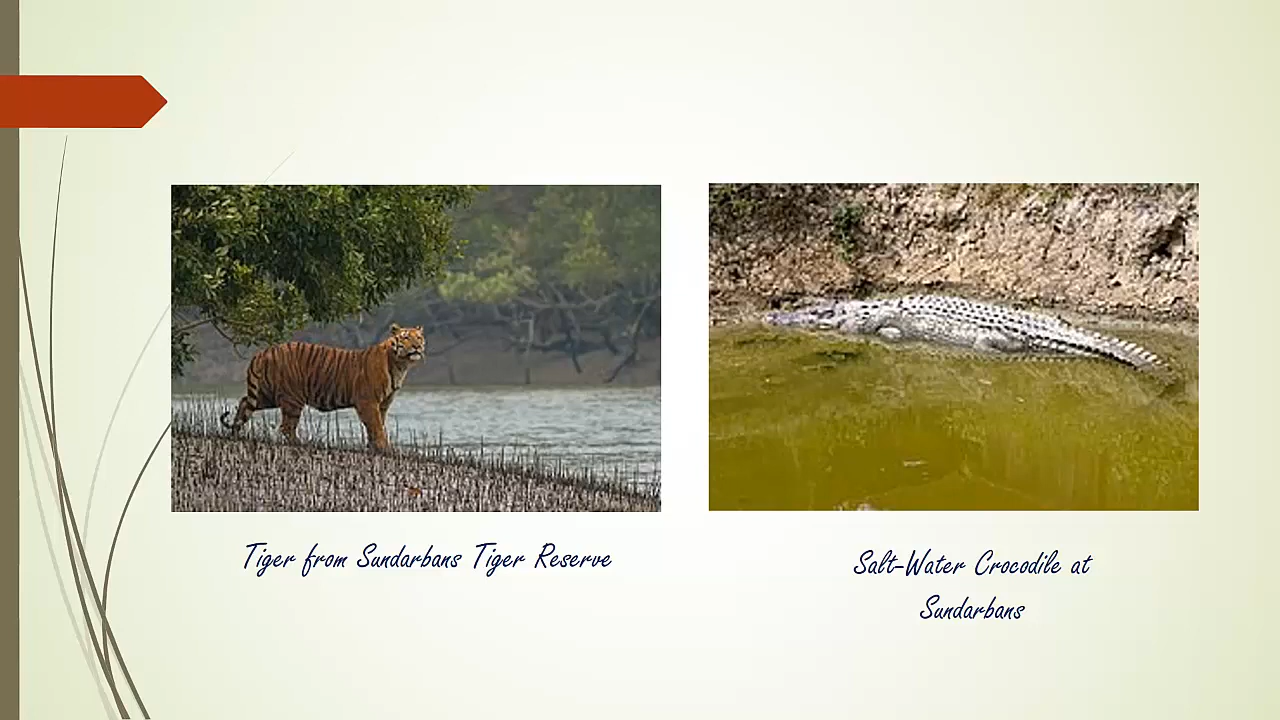 Tiger from Sundarbans Tiger Reserve
Salt-Water Crocodile at
Sundarbans